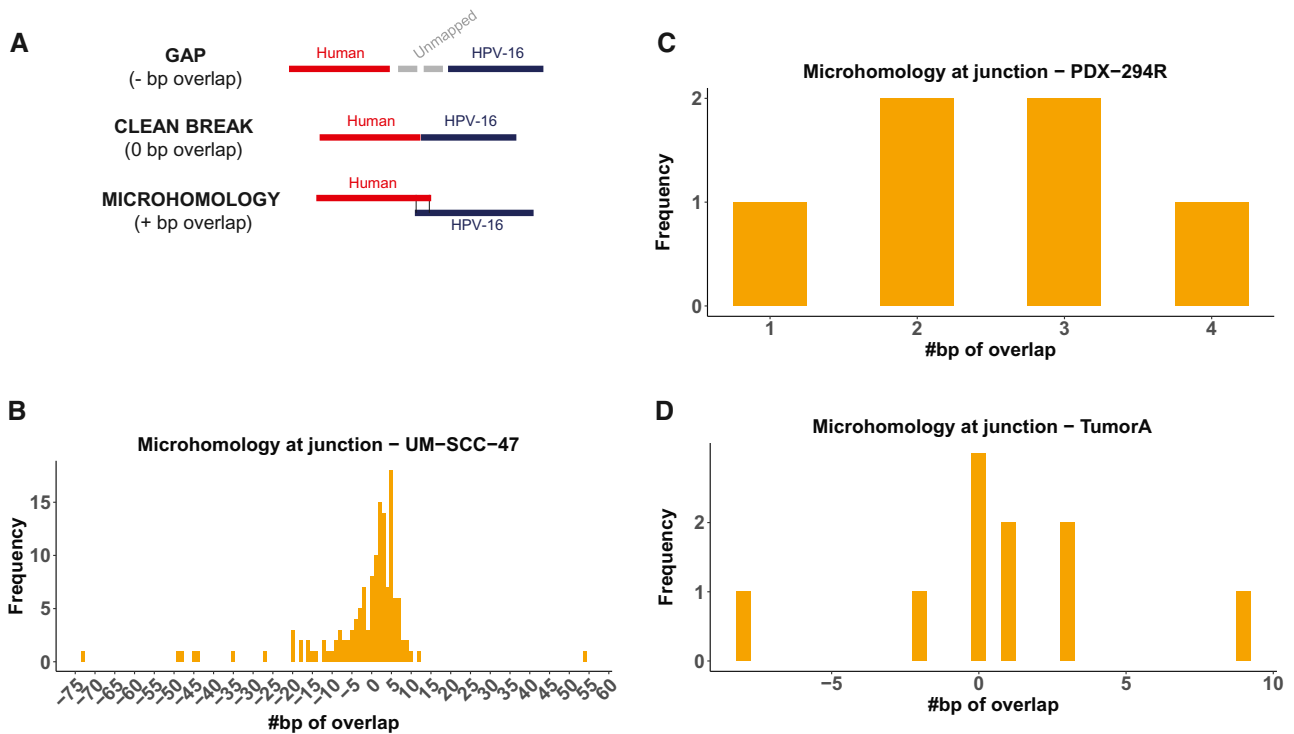 A
GAP
(- bp overlap)
Human
Unmapped
HPV-16
CLEAN BREAK
(0 bp overlap)
Human
HPV-16
MICROHOMOLOGY
(+ bp overlap)
Human
HPV-16
B
Microhomology at junction − UM−SCC−47
Frequency
15
10
5
0
−75 −70 −65 −60 −55 −50 −45 −40 −35 −30 −25 −20 −15 −10 −5 0 5 10 15 20 25 30 35 40 45 50 55 60
#bp of overlap
C
Microhomology at junction − PDX−294R
Frequency
2
1
0
1 2 3 4
#bp of overlap
D
Microhomology at junction − TumorA
Frequency
2
1
0
−5 0 5 10
#bp of overlap